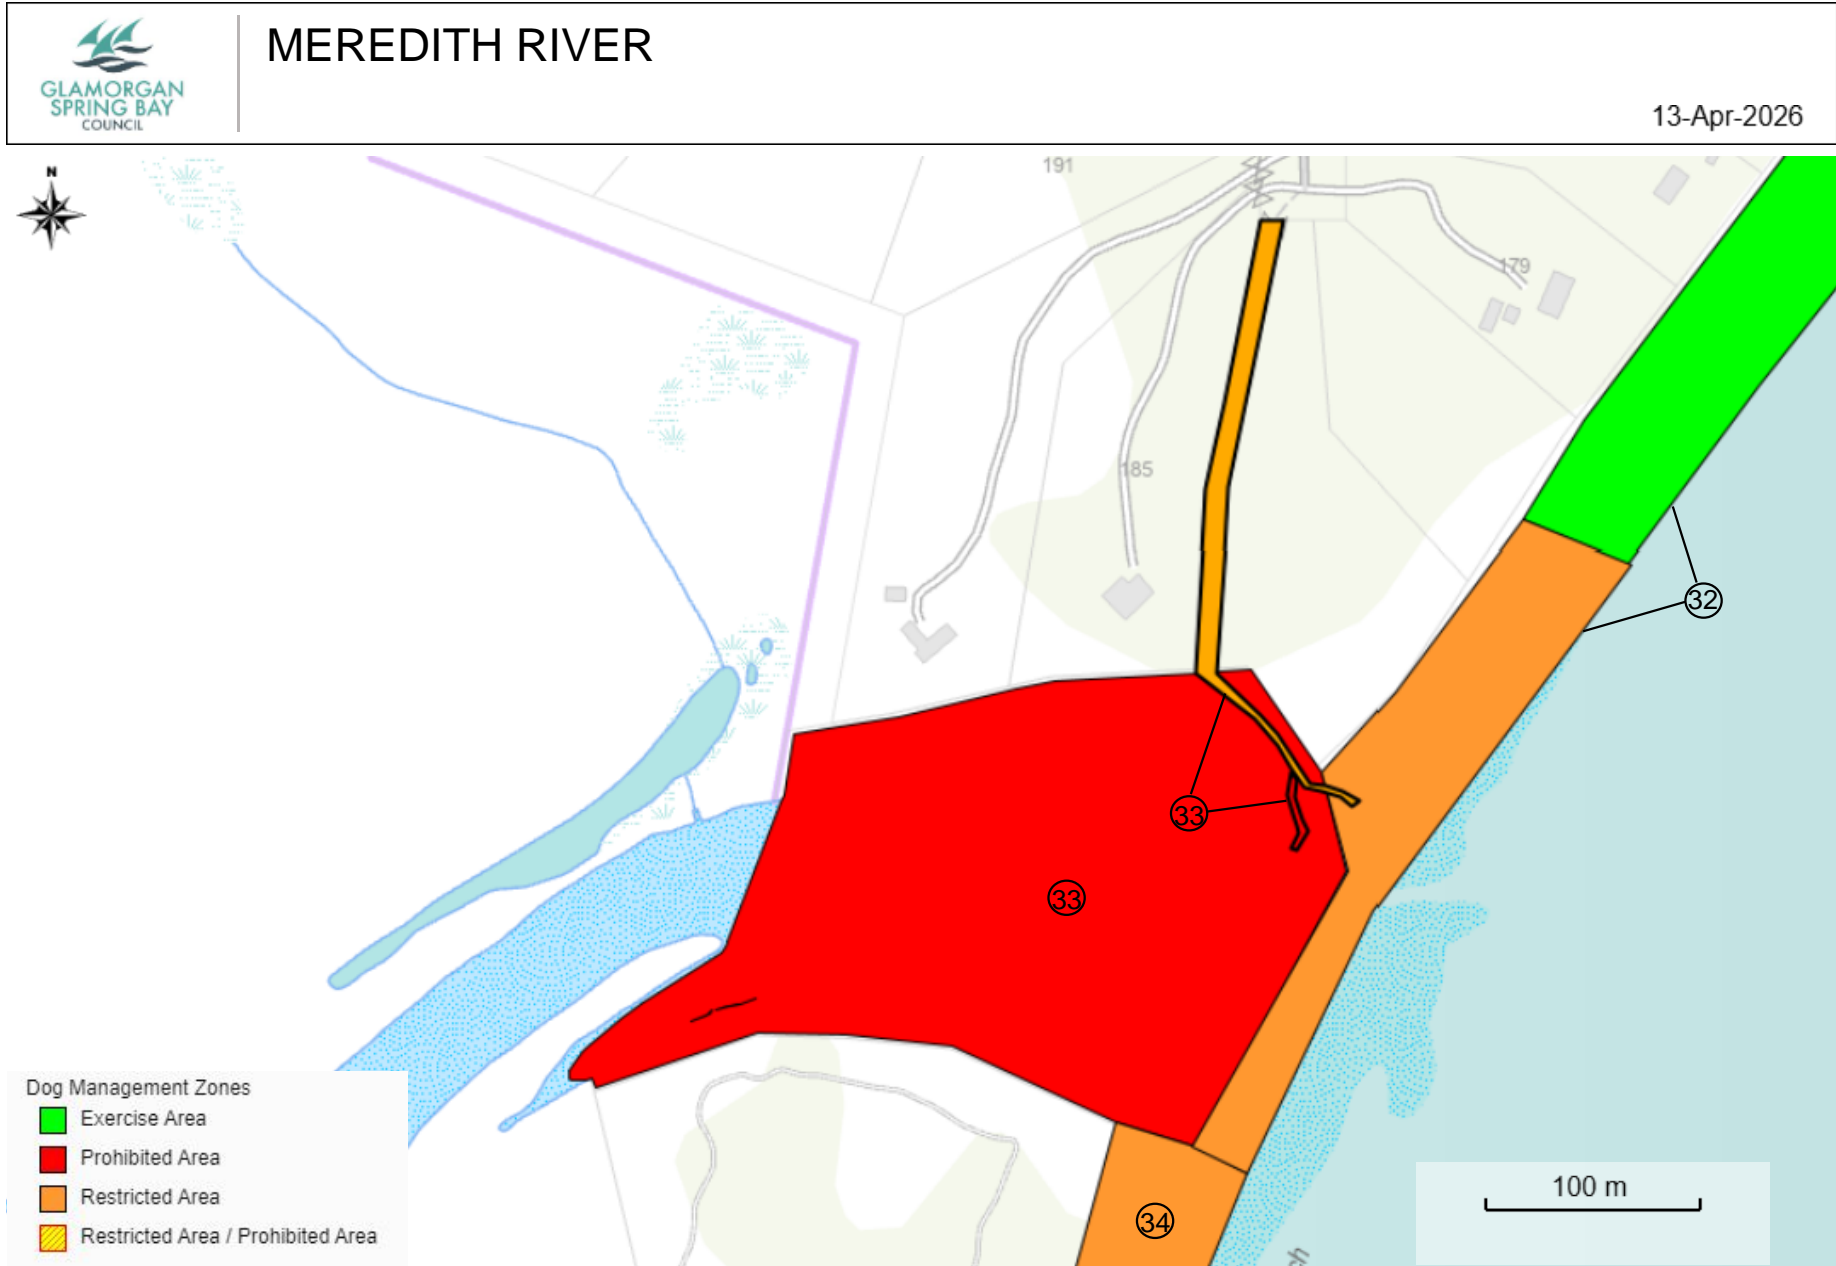 GLAMORGAN
SPRING BAY
COUNCIL
MEREDITH RIVER
13-Apr-2026
N
191
179
185
32
33
33
34
Dog Management Zones
Exercise Area
Prohibited Area
Restricted Area
Restricted Area / Prohibited Area
100 m
ch